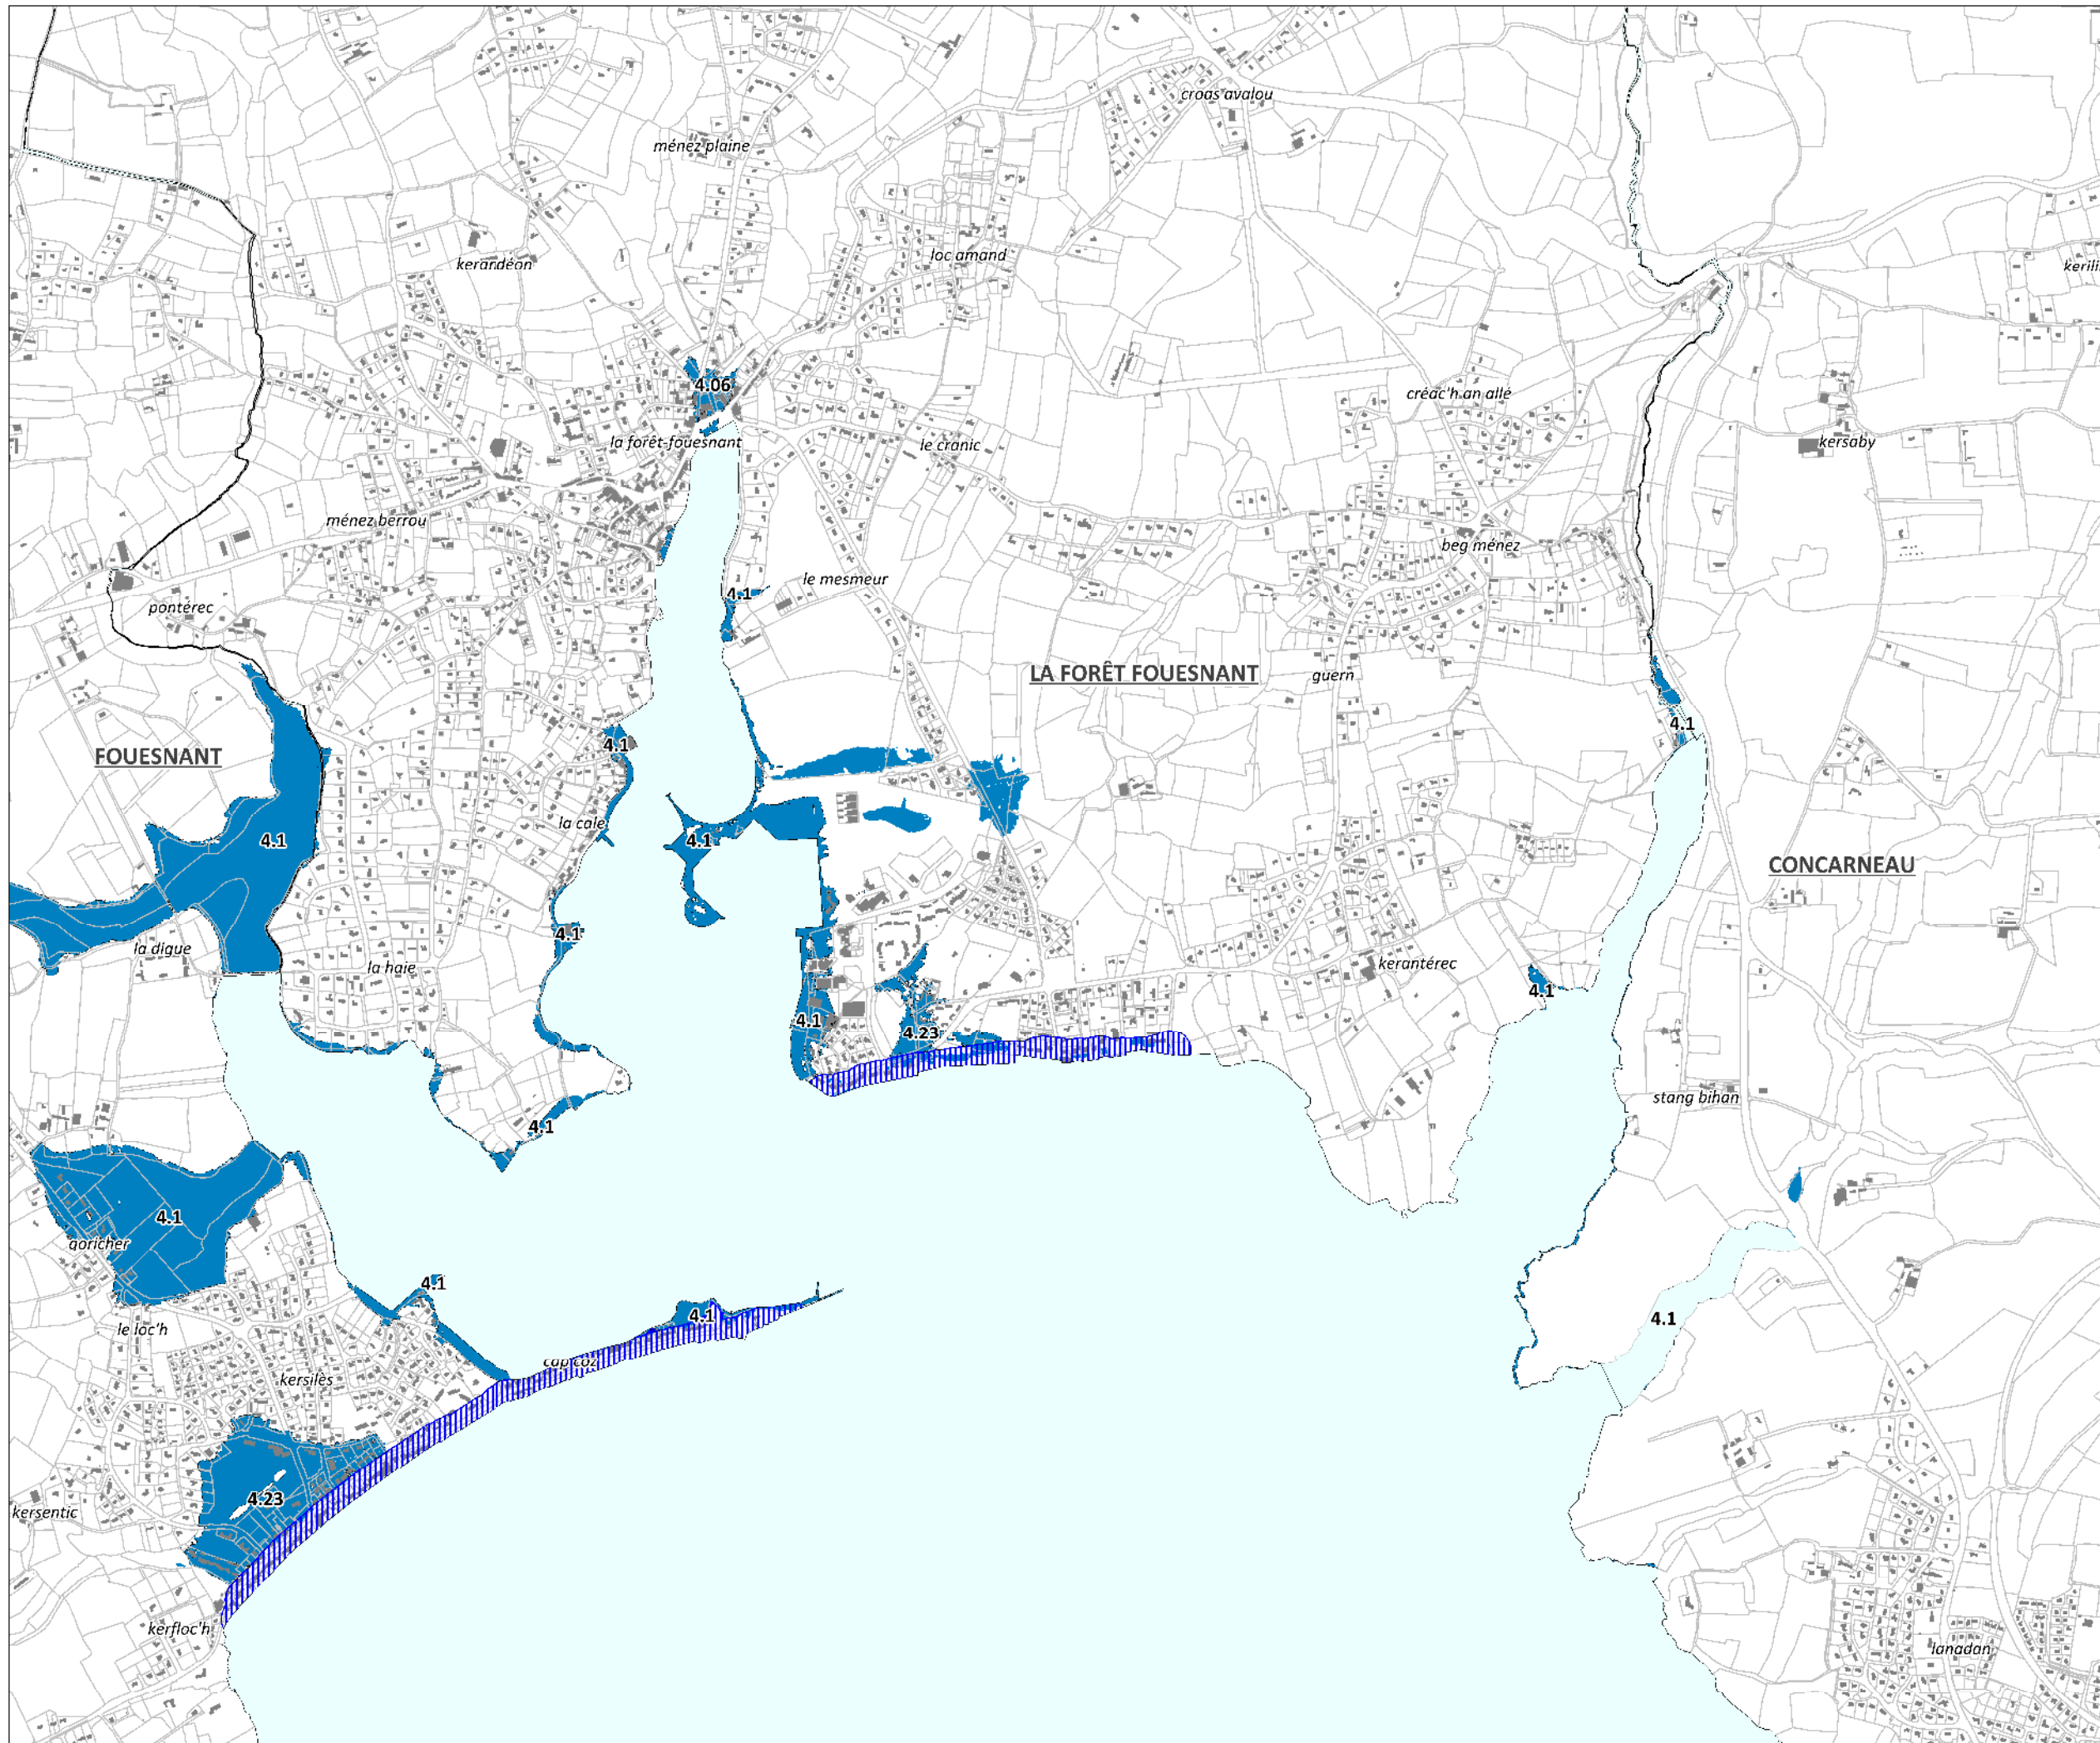 croas avalou
ménez plaine
loc amand
kerandéon
4.06
créac'h an allé
la forêt-fouesnant
le cranic
kersaby
ménez berrou
beg ménez
le mesmeur
4.1
pontérec
LA FORÊT FOUESNANT
guern
4.1
4.1
FOUESNANT
la cale
4.1
4.1
CONCARNEAU
4.1
la digue
la haie
kerantérec
4.1
4.1
4.23
stang bihan
4.1
4.1
goricher
4.1
4.1
4.1
le loc'h
cap coz
kersilès
4.23
kersentic
kerfloc'h
lanadan